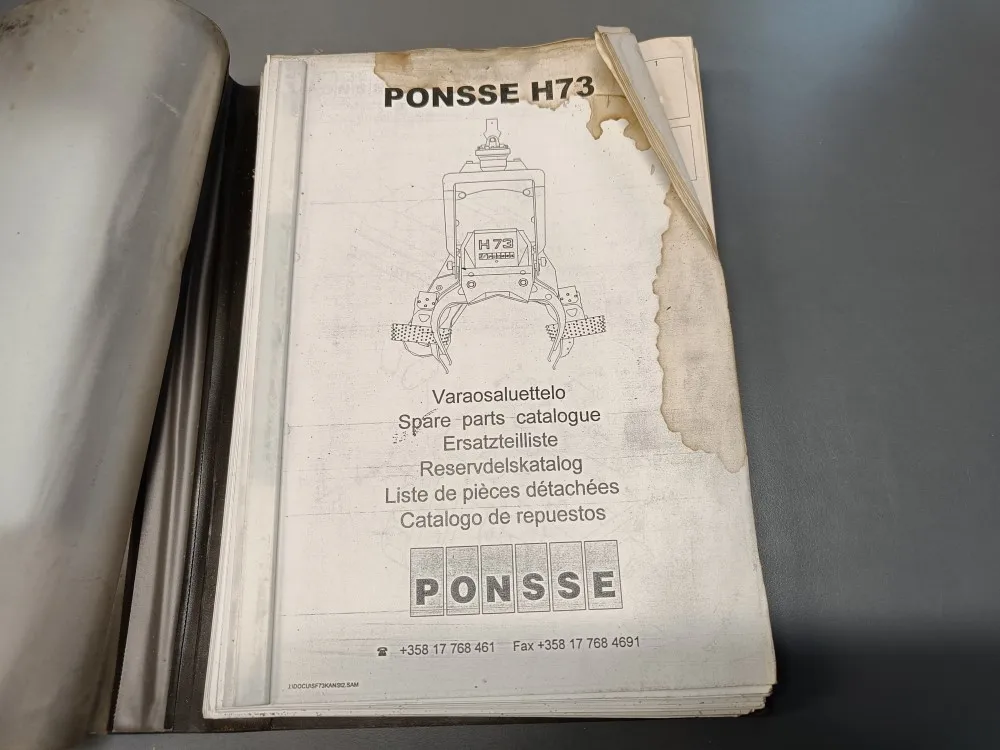 PONSSE H73
H 73
Varaosaluettelo
Spare parts catalogue
Ersatzteilliste
Reservdelskatalog
Liste de pièces détachées
Catalogo de repuestos
PONSSE
☎ +358 17 768 461 Fax +358 17 768 4691